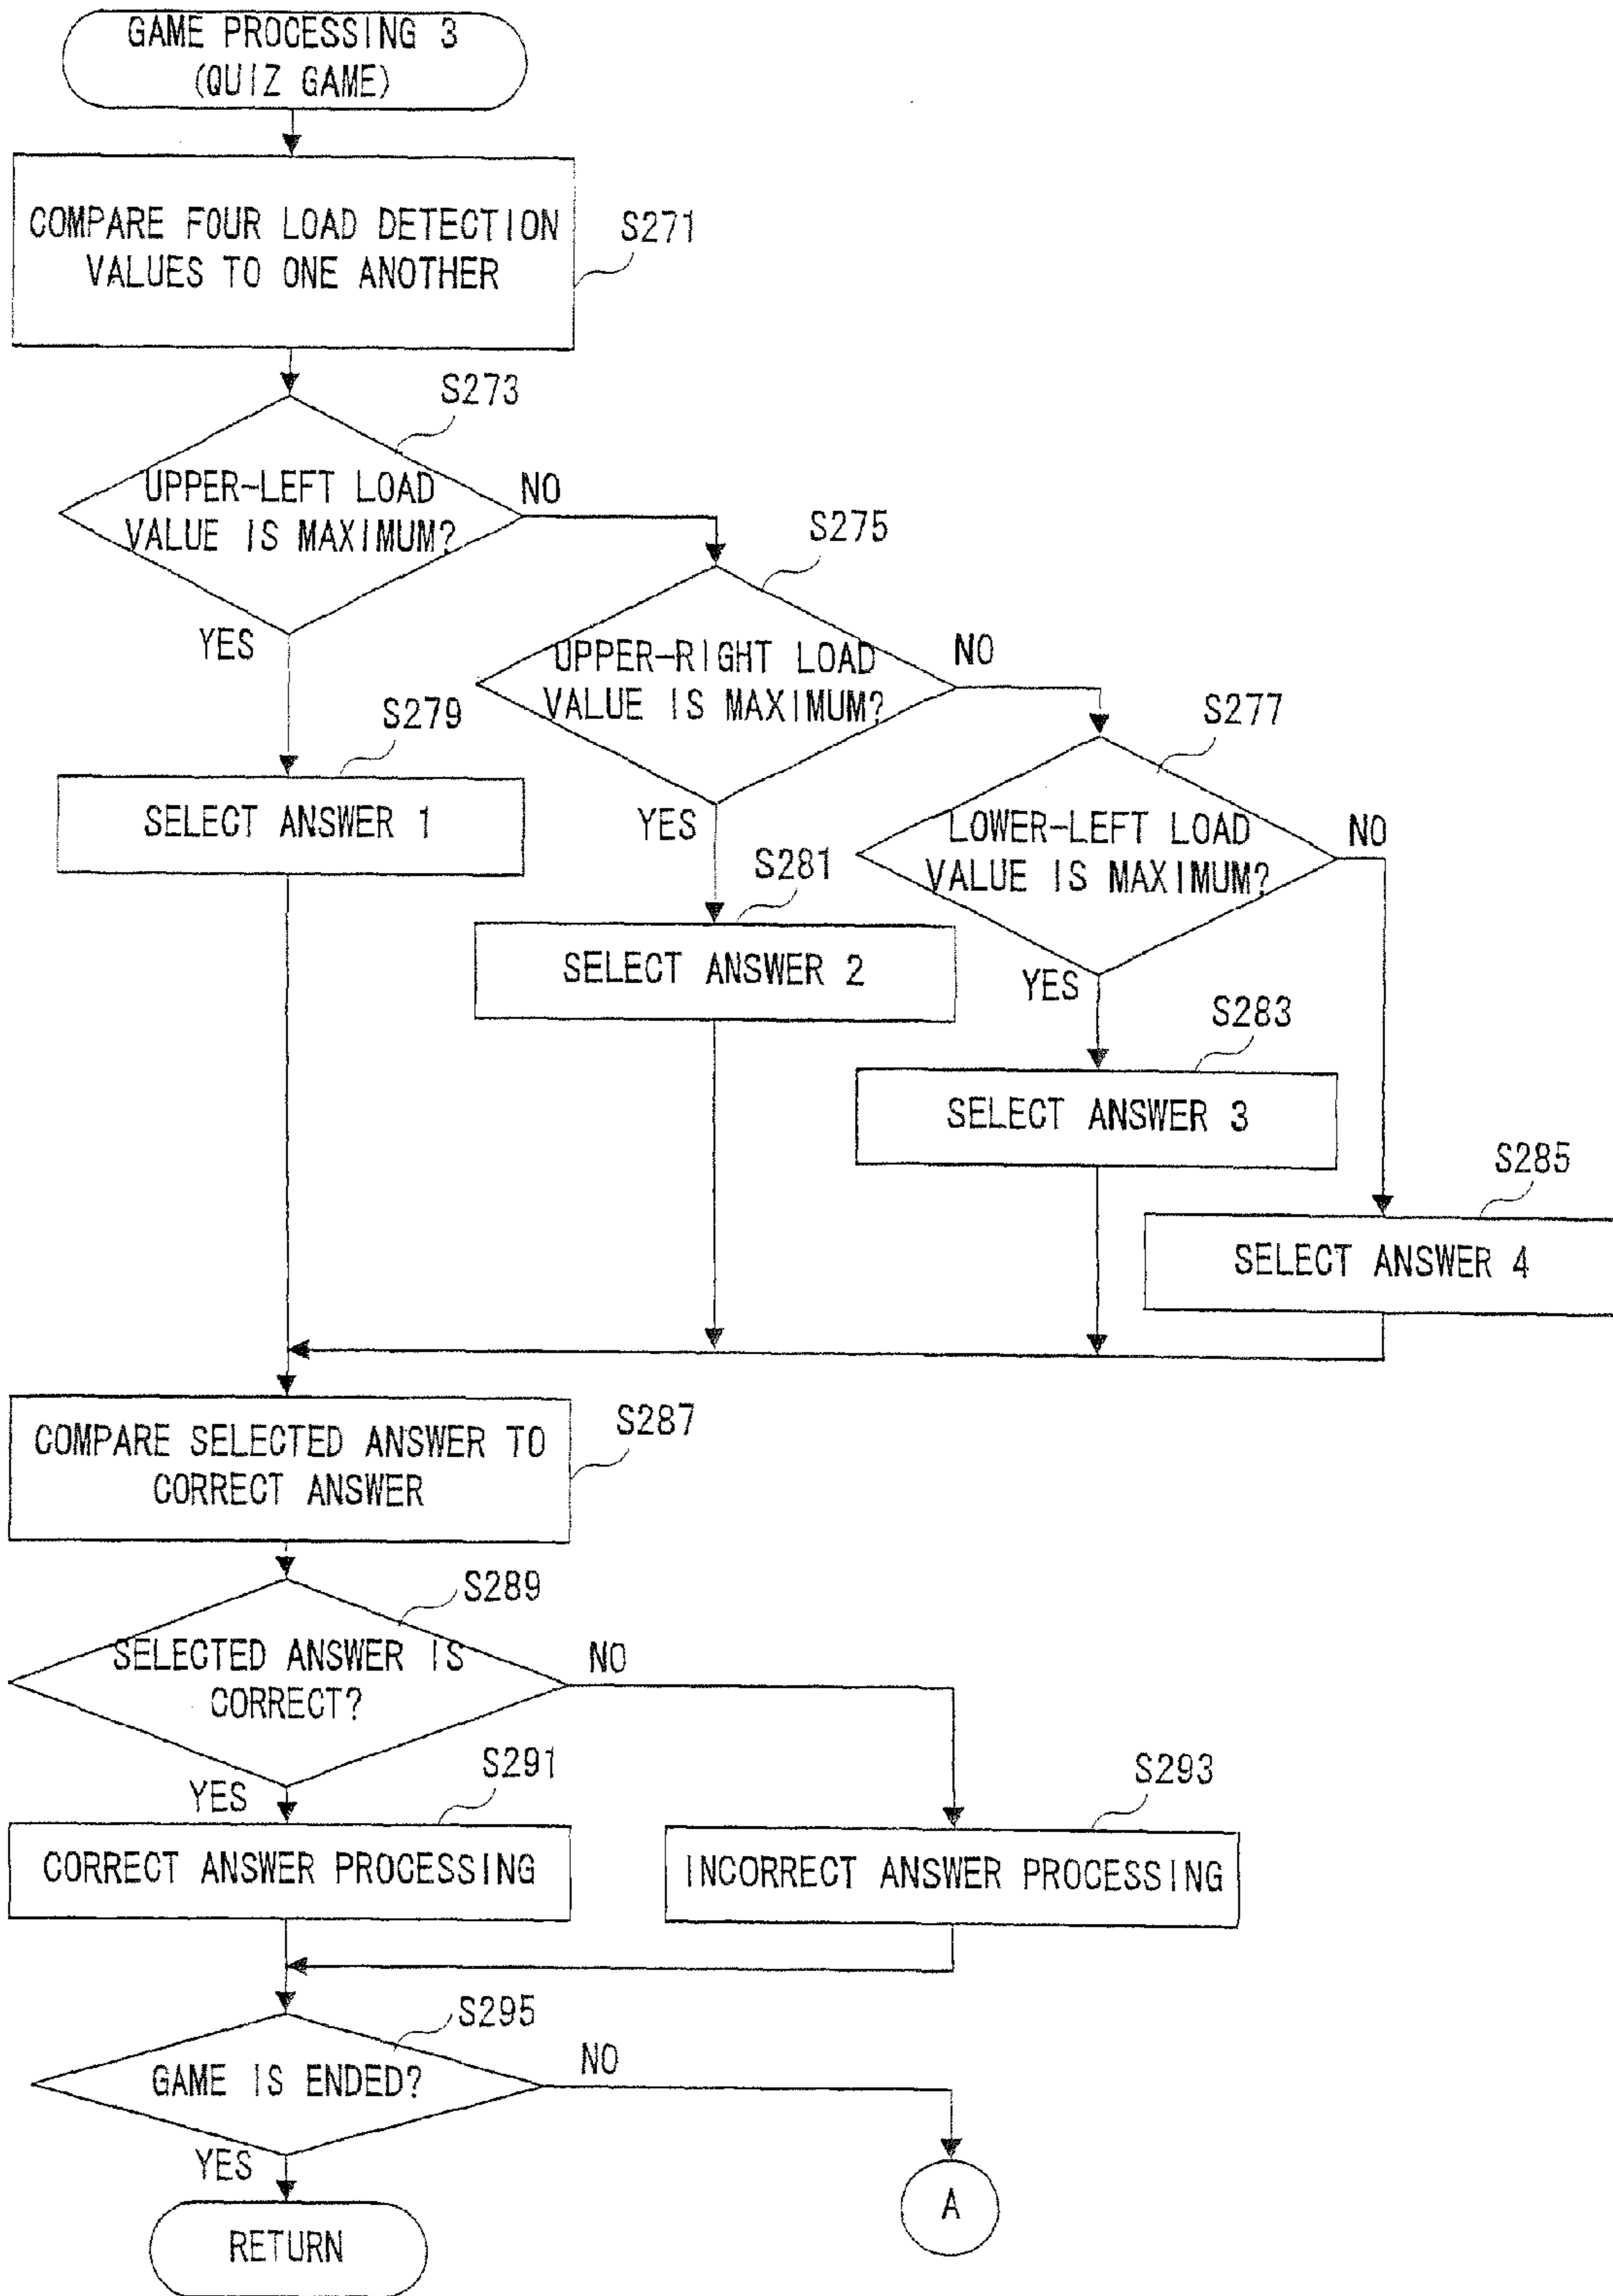 GAME PROCESSING 3
(QUIZ GAME)
COMPARE FOUR LOAD DETECTION
VALUES TO ONE ANOTHER
S271
S273
UPPER-LEFT LOAD
VALUE IS MAXIMUM?
NO
YES
S275
UPPER-RIGHT LOAD
VALUE IS MAXIMUM?
NO
YES
S277
LOWER-LEFT LOAD
VALUE IS MAXIMUM?
NO
YES
S279
SELECT ANSWER 1
S281
SELECT ANSWER 2
S283
SELECT ANSWER 3
S285
SELECT ANSWER 4
COMPARE SELECTED ANSWER TO
CORRECT ANSWER
S287
S289
SELECTED ANSWER IS
CORRECT?
NO
YES
S291
CORRECT ANSWER PROCESSING
S293
INCORRECT ANSWER PROCESSING
S295
GAME IS ENDED?
NO
YES
RETURN
A